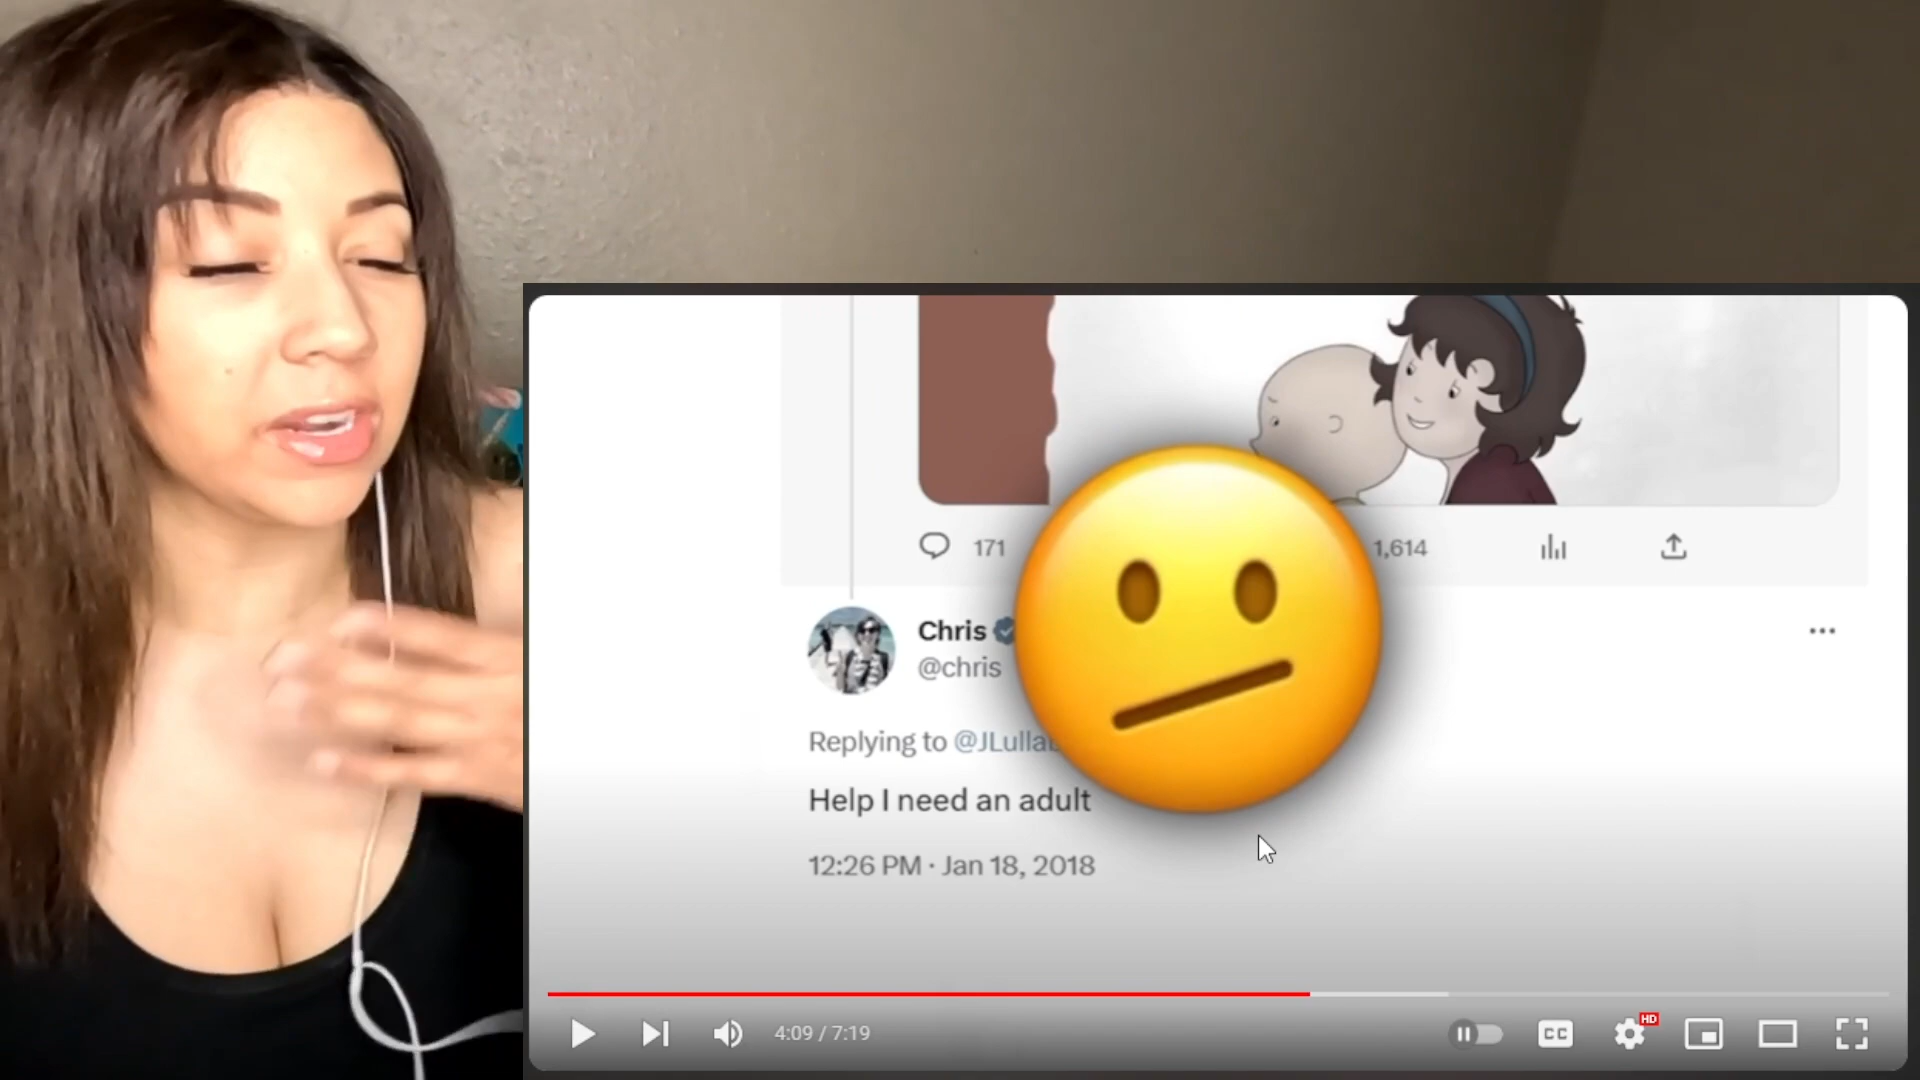 171
1,614
Chris
@chris
Replying to @JLulla
Help I need an adult
12:26 PM · Jan 18, 2018
HD
4:09 / 7:19
CC